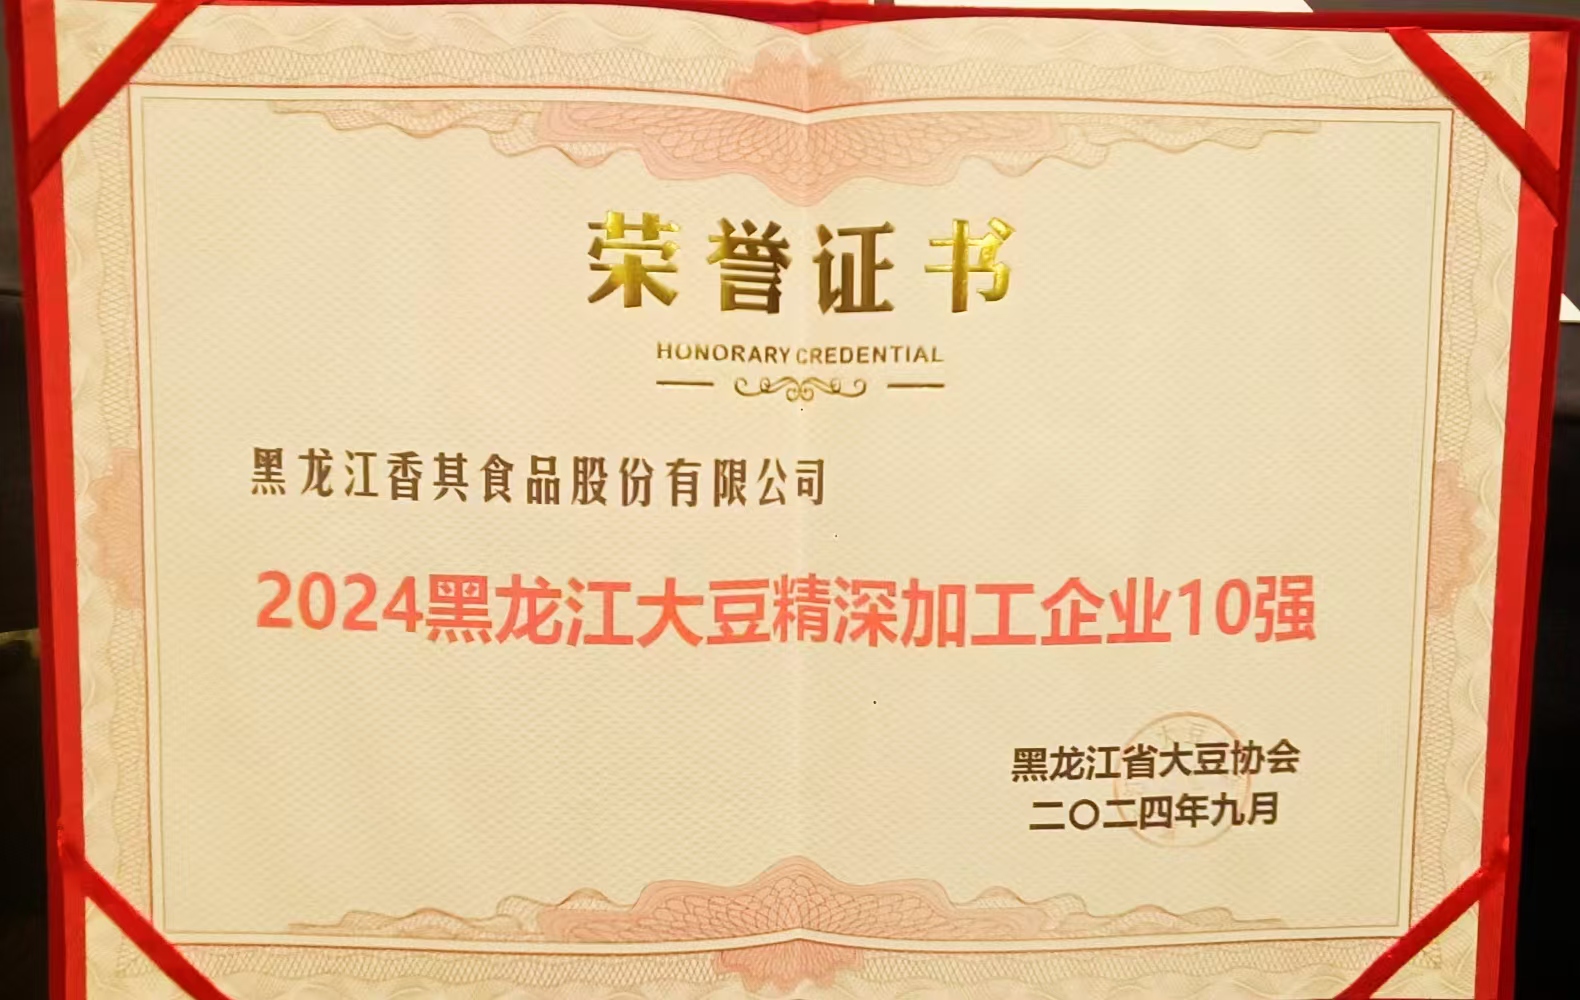 荣誉证书
HONORARY CREDENTIAL
黑龙江香其食品股份有限公司
2024黑龙江大豆精深加工企业10强
黑龙江省大豆协会
二〇二四年九月